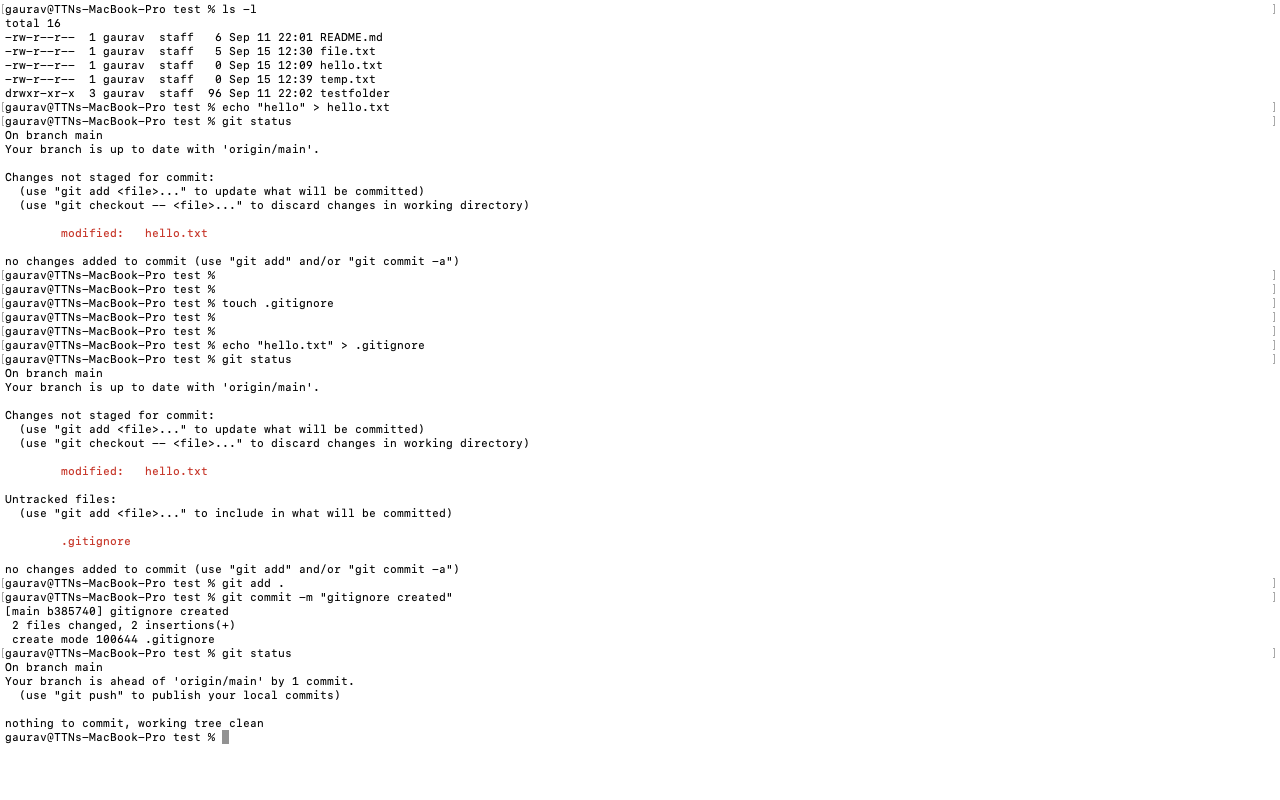 [gaurav@TTNs-MacBook-Pro test % ls -l ]
total 16
-rw-r--r--  1 gaurav  staff   6 Sep 11 22:01 README.md
-rw-r--r--  1 gaurav  staff   5 Sep 15 12:30 file.txt
-rw-r--r--  1 gaurav  staff   0 Sep 15 12:09 hello.txt
-rw-r--r--  1 gaurav  staff   0 Sep 15 12:39 temp.txt
drwxr-xr-x  3 gaurav  staff  96 Sep 11 22:02 testfolder
[gaurav@TTNs-MacBook-Pro test % echo "hello" > hello.txt ]
[gaurav@TTNs-MacBook-Pro test % git status ]
On branch main
Your branch is up to date with 'origin/main'.

Changes not staged for commit:
  (use "git add <file>..." to update what will be committed)
  (use "git checkout -- <file>..." to discard changes in working directory)

        modified:   hello.txt

no changes added to commit (use "git add" and/or "git commit -a")
[gaurav@TTNs-MacBook-Pro test % ]
[gaurav@TTNs-MacBook-Pro test % ]
[gaurav@TTNs-MacBook-Pro test % touch .gitignore ]
[gaurav@TTNs-MacBook-Pro test % ]
[gaurav@TTNs-MacBook-Pro test % ]
[gaurav@TTNs-MacBook-Pro test % echo "hello.txt" > .gitignore ]
[gaurav@TTNs-MacBook-Pro test % git status ]
On branch main
Your branch is up to date with 'origin/main'.

Changes not staged for commit:
  (use "git add <file>..." to update what will be committed)
  (use "git checkout -- <file>..." to discard changes in working directory)

        modified:   hello.txt

Untracked files:
  (use "git add <file>..." to include in what will be committed)

        .gitignore

no changes added to commit (use "git add" and/or "git commit -a")
[gaurav@TTNs-MacBook-Pro test % git add . ]
[gaurav@TTNs-MacBook-Pro test % git commit -m "gitignore created" ]
[main b385740] gitignore created
 2 files changed, 2 insertions(+)
 create mode 100644 .gitignore
[gaurav@TTNs-MacBook-Pro test % git status ]
On branch main
Your branch is ahead of 'origin/main' by 1 commit.
  (use "git push" to publish your local commits)

nothing to commit, working tree clean
gaurav@TTNs-MacBook-Pro test %